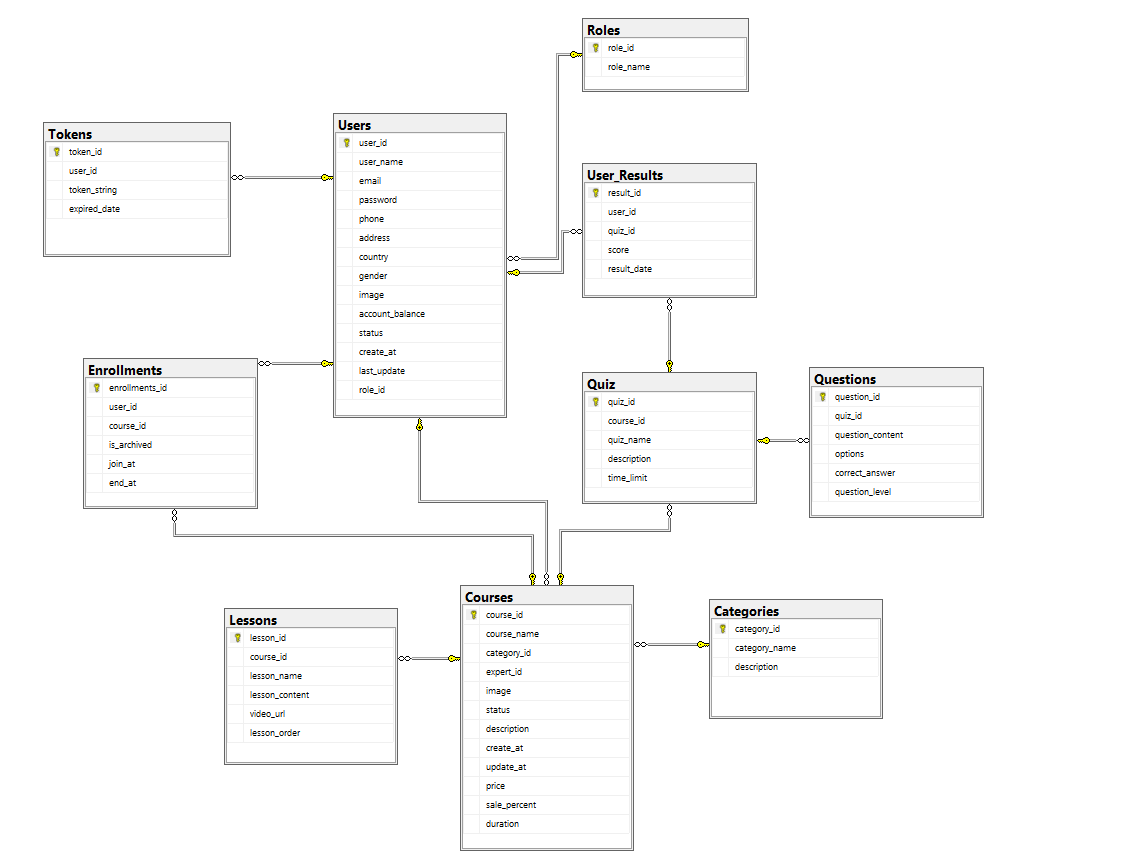 Roles
role_id
role_name
Tokens
token_id
user_id
token_string
expired_date
Users
user_id
user_name
email
password
phone
address
country
gender
image
account_balance
status
create_at
last_update
role_id
User_Results
result_id
user_id
quiz_id
score
result_date
Enrollments
enrollments_id
user_id
course_id
is_archived
join_at
end_at
Quiz
quiz_id
course_id
quiz_name
description
time_limit
Questions
question_id
quiz_id
question_content
options
correct_answer
question_level
Lessons
lesson_id
course_id
lesson_name
lesson_content
video_url
lesson_order
Courses
course_id
course_name
category_id
expert_id
image
status
description
create_at
update_at
price
sale_percent
duration
Categories
category_id
category_name
description